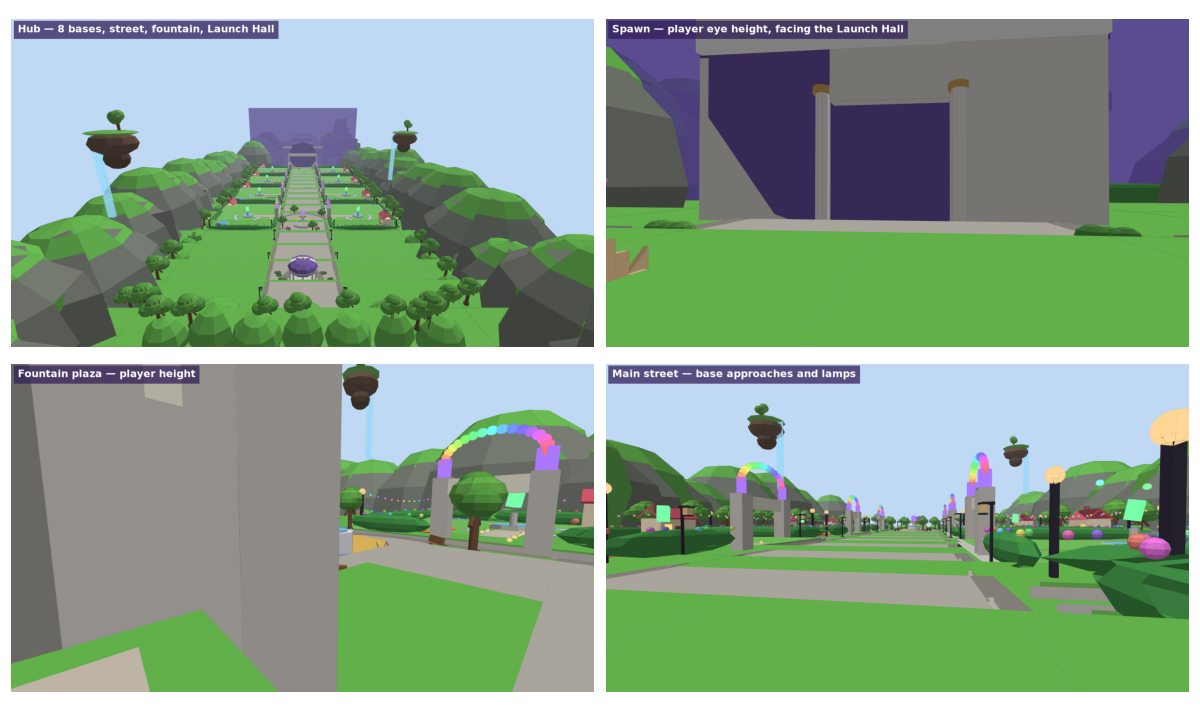 Hub — 8 bases, street, fountain, Launch Hall
Spawn — player eye height, facing the Launch Hall
Fountain plaza — player height
Main street — base approaches and lamps